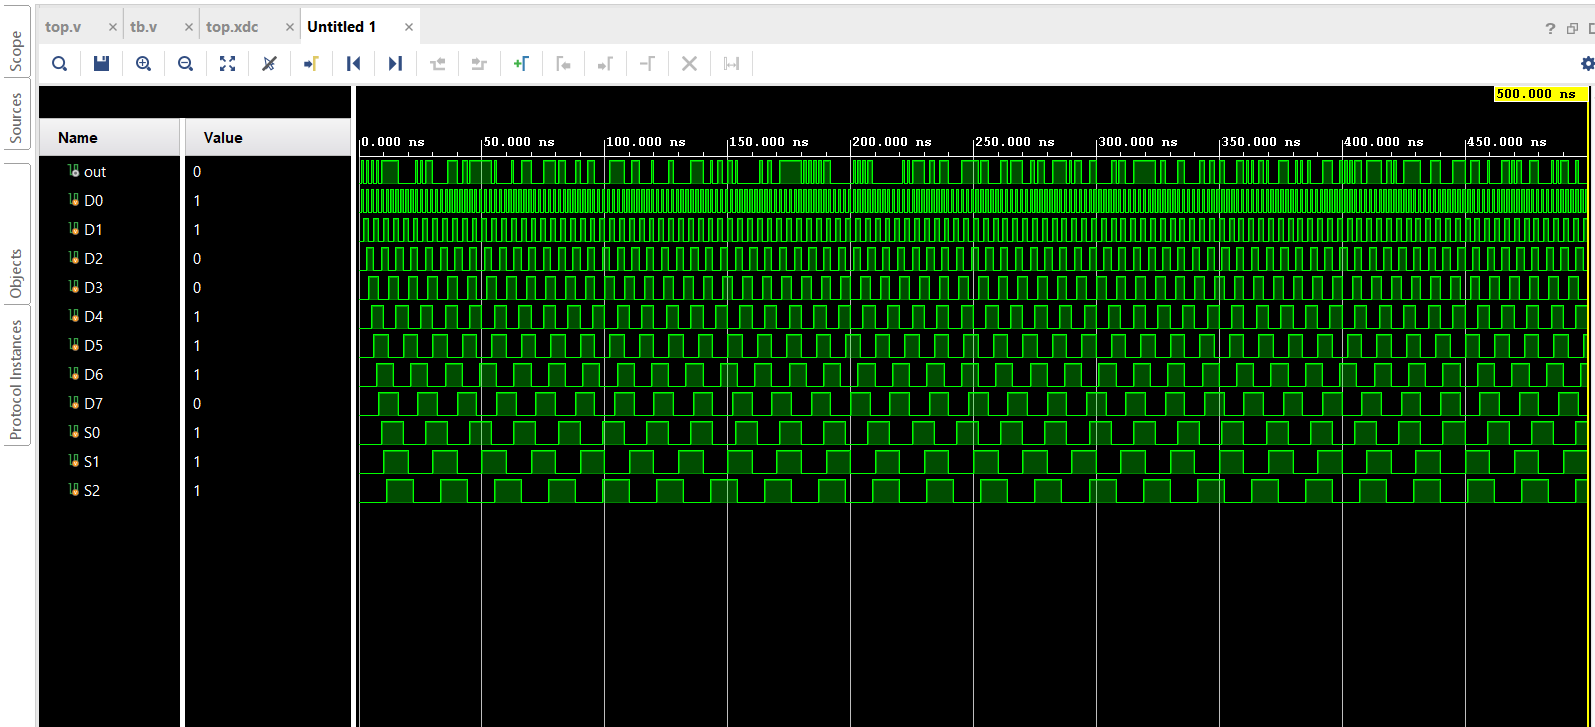 top.v × tb.v × top.xdc × Untitled 1 ×
?
Scope
Sources
Objects
Protocol Instances
500.000 ns
Name Value
0.000 ns 50.000 ns 100.000 ns 150.000 ns 200.000 ns 250.000 ns 300.000 ns 350.000 ns 400.000 ns 450.000 ns
out 0
D0 1
D1 1
D2 0
D3 0
D4 1
D5 1
D6 1
D7 0
S0 1
S1 1
S2 1